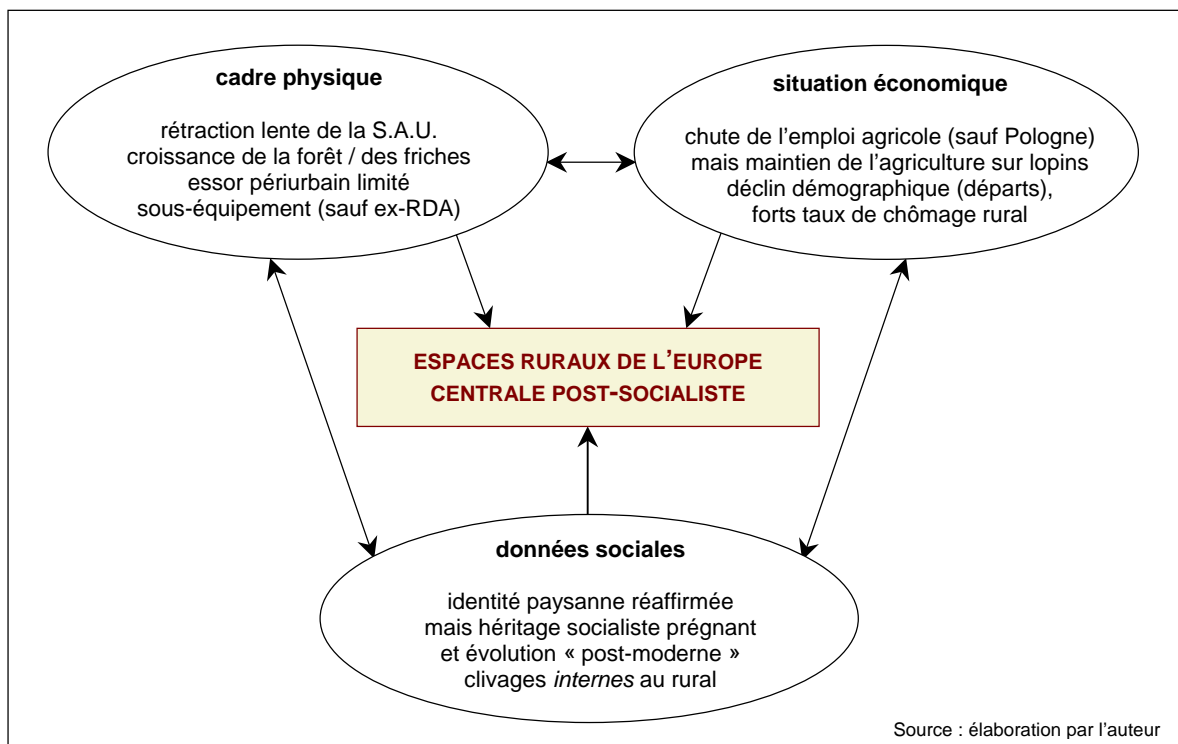 cadre physique
rétraction lente de la S.A.U.
croissance de la forêt / des friches
essor périurbain limité
sous-équipement (sauf ex-RDA)
situation économique
chute de l’emploi agricole (sauf Pologne)
mais maintien de l’agriculture sur lopins
déclin démographique (départs),
forts taux de chômage rural
ESPACES RURAUX DE L’EUROPE
CENTRALE POST-SOCIALISTE
données sociales
identité paysanne réaffirmée
mais héritage socialiste prégnant
et évolution « post-moderne »
clivages internes au rural
Source : élaboration par l’auteur